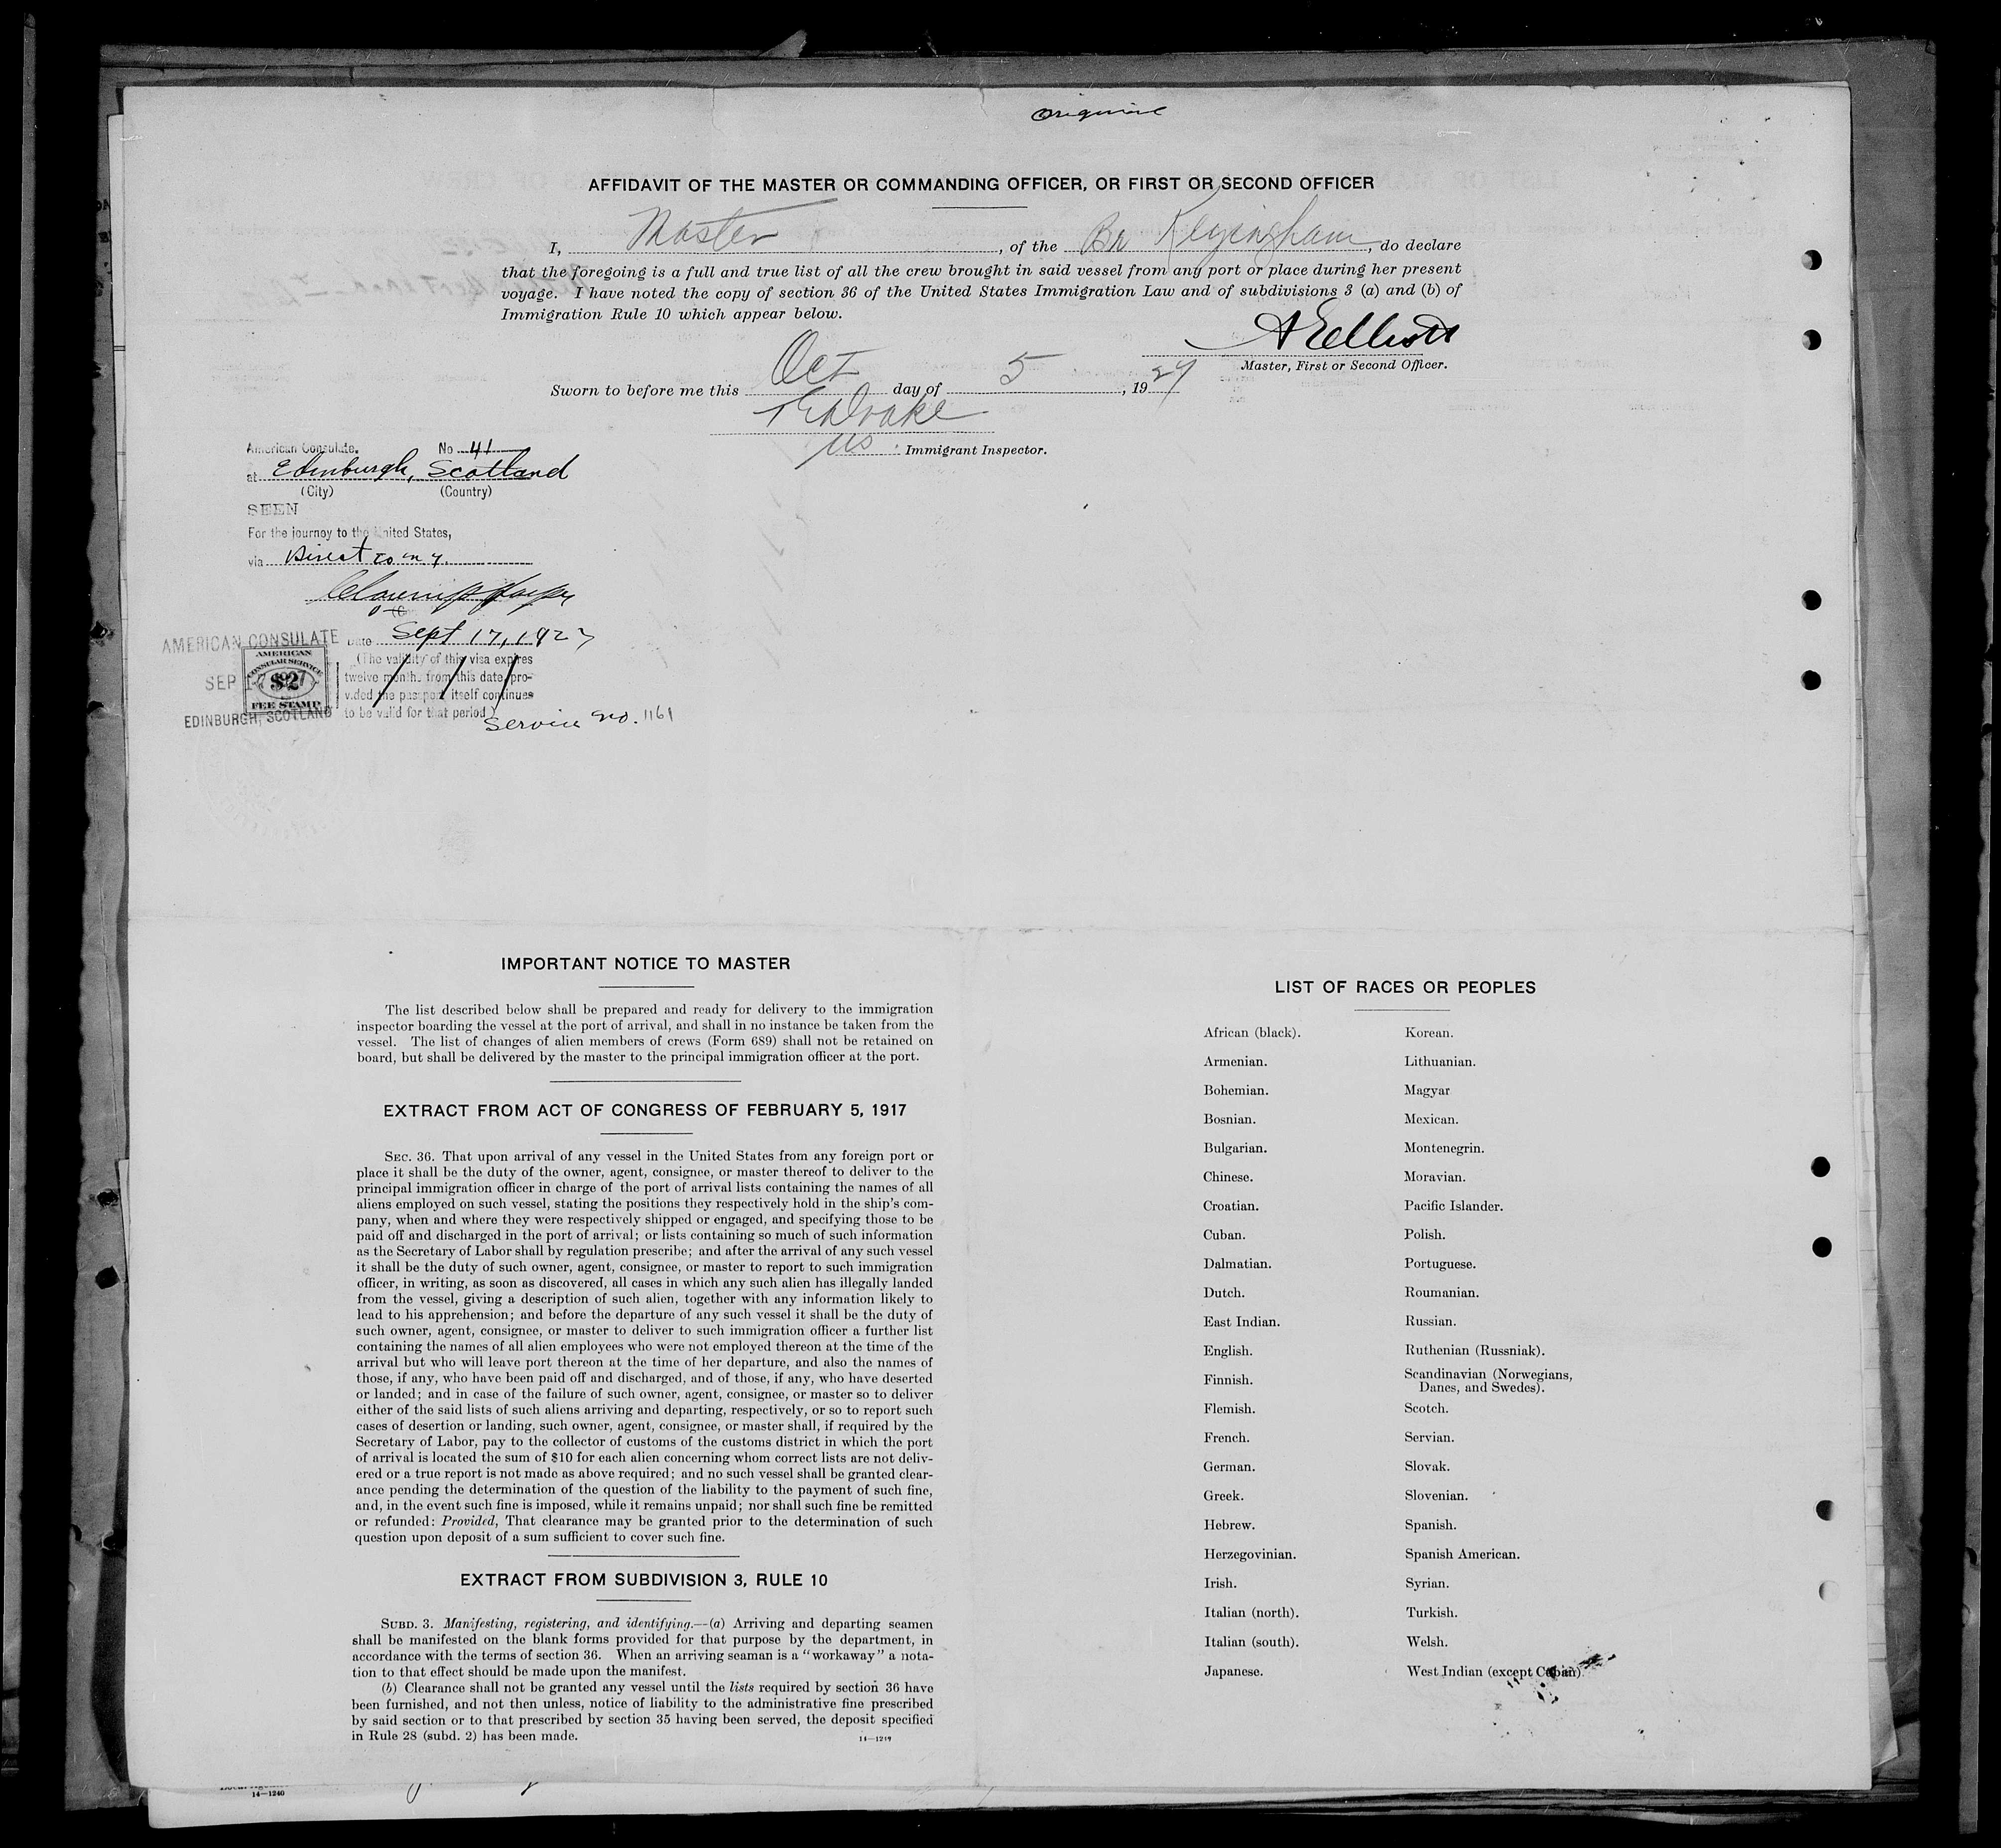 Original
AFFIDAVIT OF THE MASTER OR COMMANDING OFFICER, OR FIRST OR SECOND OFFICER
I, Master, of the Br Keyingham, do declare
that the foregoing is a full and true list of all the crew brought in said vessel from any port or place during her present
voyage. I have noted the copy of section 36 of the United States Immigration Law and of subdivisions 3 (a) and (b) of
Immigration Rule 10 which appear below.
A Elliott
Master, First or Second Officer.
Sworn to before me this Oct day of 5, 1927
Drake
US Immigrant Inspector.
American Consulate. No 41
at Edinburgh, Scotland
(City) (Country)
SEEN
For the journey to the United States,
via Direct to N Y.
Date Sept 17, 1927
(The validity of this visa expires
twelve months from this date, pro-
vided the passport itself continues
to be valid for that period)
Service No. 1161
AMERICAN CONSULATE
SEP 17
EDINBURGH, SCOTLAND
AMERICAN
CONSULAR SERVICE
$2
FEE STAMP
IMPORTANT NOTICE TO MASTER
The list described below shall be prepared and ready for delivery to the immigration
inspector boarding the vessel at the port of arrival, and shall in no instance be taken from the
vessel. The list of changes of alien members of crews (Form 689) shall not be retained on
board, but shall be delivered by the master to the principal immigration officer at the port.
EXTRACT FROM ACT OF CONGRESS OF FEBRUARY 5, 1917
SEC. 36. That upon arrival of any vessel in the United States from any foreign port or
place it shall be the duty of the owner, agent, consignee, or master thereof to deliver to the
principal immigration officer in charge of the port of arrival lists containing the names of all
aliens employed on such vessel, stating the positions they respectively hold in the ship's com-
pany, when and where they were respectively shipped or engaged, and specifying those to be
paid off and discharged in the port of arrival; or lists containing so much of such information
as the Secretary of Labor shall by regulation prescribe; and after the arrival of any such vessel
it shall be the duty of such owner, agent, consignee, or master to report to such immigration
officer, in writing, as soon as discovered, all cases in which any such alien has illegally landed
from the vessel, giving a description of such alien, together with any information likely to
lead to his apprehension; and before the departure of any such vessel it shall be the duty of
such owner, agent, consignee, or master to deliver to such immigration officer a further list
containing the names of all alien employees who were not employed thereon at the time of the
arrival but who will leave port thereon at the time of her departure, and also the names of
those, if any, who have been paid off and discharged, and of those, if any, who have deserted
or landed; and in case of the failure of such owner, agent, consignee, or master so to deliver
either of the said lists of such aliens arriving and departing, respectively, or so to report such
cases of desertion or landing, such owner, agent, consignee, or master shall, if required by the
Secretary of Labor, pay to the collector of customs of the customs district in which the port
of arrival is located the sum of $10 for each alien concerning whom correct lists are not deliv-
ered or a true report is not made as above required; and no such vessel shall be granted clear-
ance pending the determination of the question of the liability to the payment of such fine,
and, in the event such fine is imposed, while it remains unpaid; nor shall such fine be remitted
or refunded: Provided, That clearance may be granted prior to the determination of such
question upon deposit of a sum sufficient to cover such fine.
EXTRACT FROM SUBDIVISION 3, RULE 10
SUBD. 3. Manifesting, registering, and identifying.—(a) Arriving and departing seamen
shall be manifested on the blank forms provided for that purpose by the department, in
accordance with the terms of section 36. When an arriving seaman is a "workaway" a nota-
tion to that effect should be made upon the manifest.
(b) Clearance shall not be granted any vessel until the lists required by section 36 have
been furnished, and not then unless, notice of liability to the administrative fine prescribed
by said section or to that prescribed by section 35 having been served, the deposit specified
in Rule 28 (subd. 2) has been made.
14—1249
LIST OF RACES OR PEOPLES
African (black). Korean.
Armenian. Lithuanian.
Bohemian. Magyar
Bosnian. Mexican.
Bulgarian. Montenegrin.
Chinese. Moravian.
Croatian. Pacific Islander.
Cuban. Polish.
Dalmatian. Portuguese.
Dutch. Roumanian.
East Indian. Russian.
English. Ruthenian (Russniak).
Finnish. Scandinavian (Norwegians,
Danes, and Swedes).
Flemish. Scotch.
French. Servian.
German. Slovak.
Greek. Slovenian.
Hebrew. Spanish.
Herzegovinian. Spanish American.
Irish. Syrian.
Italian (north). Turkish.
Italian (south). Welsh.
Japanese. West Indian (except Cuban)
14—1240